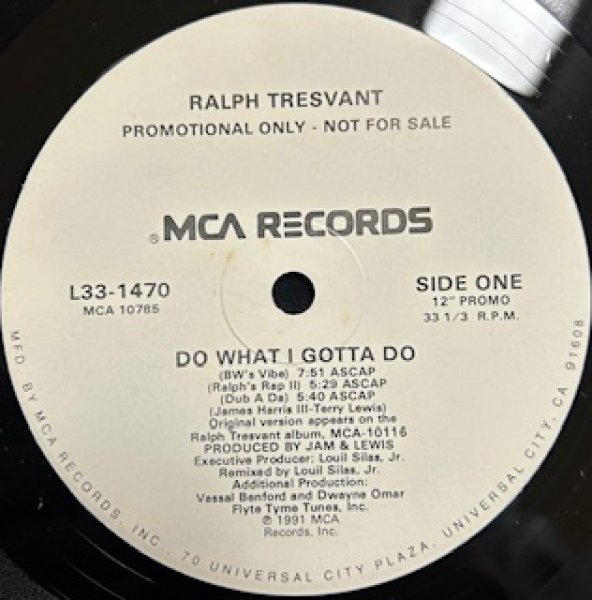 RALPH TRESVANT
PROMOTIONAL ONLY - NOT FOR SALE
® MCA RECORDS
L33-1470
MCA 10785
SIDE ONE
12" PROMO
33 1/3 R.P.M.
DO WHAT I GOTTA DO
(BW's Vibe) 7:51 ASCAP
(Ralph's Rap II) 5:29 ASCAP
(Dub A Da) 5:40 ASCAP
(James Harris III-Terry Lewis)
Original version appears on the
Ralph Tresvant album, MCA-10116
PRODUCED BY JAM & LEWIS
Executive Producer: Louil Silas, Jr.
Remixed by Louil Silas, Jr.
Additional Production:
Vassal Benford and Dwayne Omar
Flyte Tyme Tunes, Inc.
℗ 1991 MCA
Records, Inc.
MFD. BY MCA RECORDS, INC., 70 UNIVERSAL CITY PLAZA, UNIVERSAL CITY, CA 91608